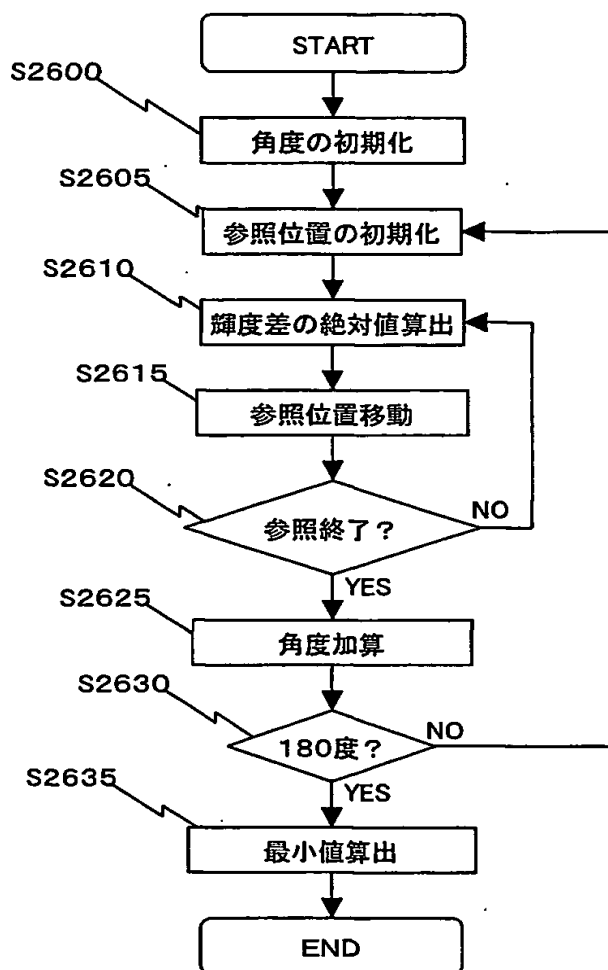 START
S2600
角度の初期化
S2605
参照位置の初期化
S2610
輝度差の絶対値算出
S2615
参照位置移動
S2620
参照終了？
NO
YES
S2625
角度加算
S2630
180度？
NO
YES
S2635
最小値算出
END